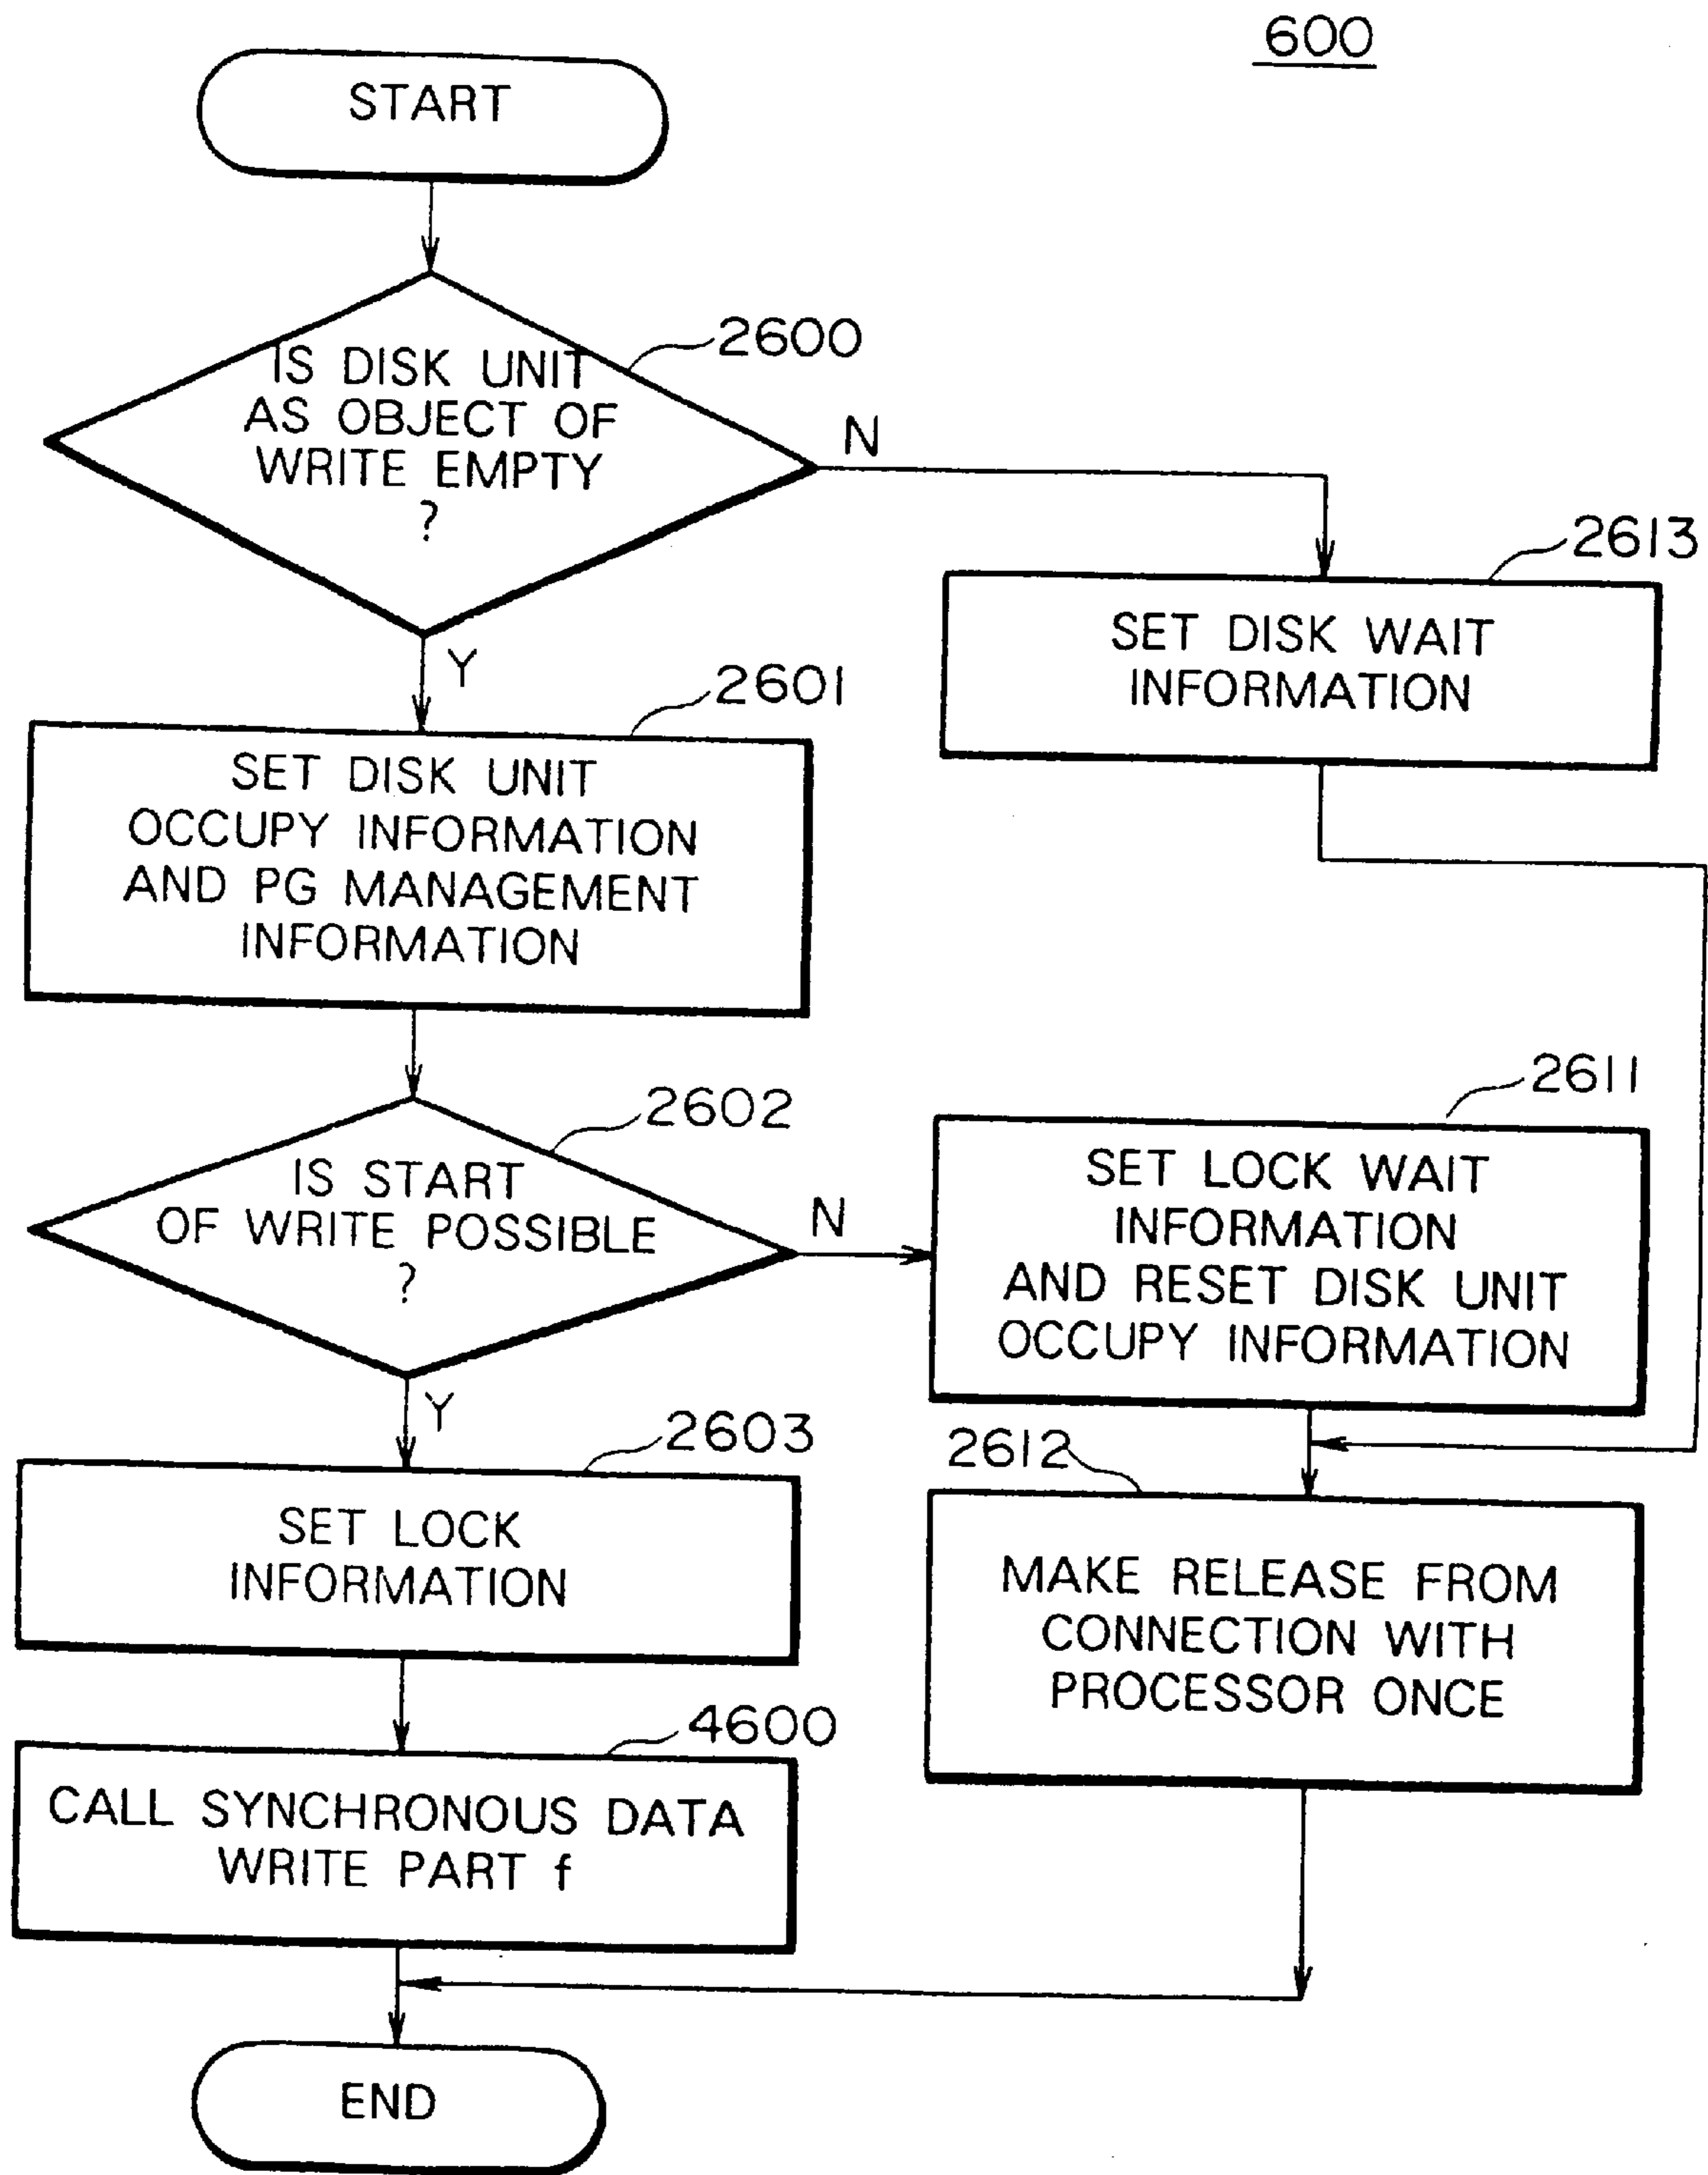 600
START
2600
IS DISK UNIT
AS OBJECT OF
WRITE EMPTY
?
N
Y
2613
SET DISK WAIT
INFORMATION
2601
SET DISK UNIT
OCCUPY INFORMATION
AND PG MANAGEMENT
INFORMATION
2602
IS START
OF WRITE POSSIBLE
?
N
Y
2611
SET LOCK WAIT
INFORMATION
AND RESET DISK UNIT
OCCUPY INFORMATION
2603
SET LOCK
INFORMATION
2612
MAKE RELEASE FROM
CONNECTION WITH
PROCESSOR ONCE
4600
CALL SYNCHRONOUS DATA
WRITE PART f
END